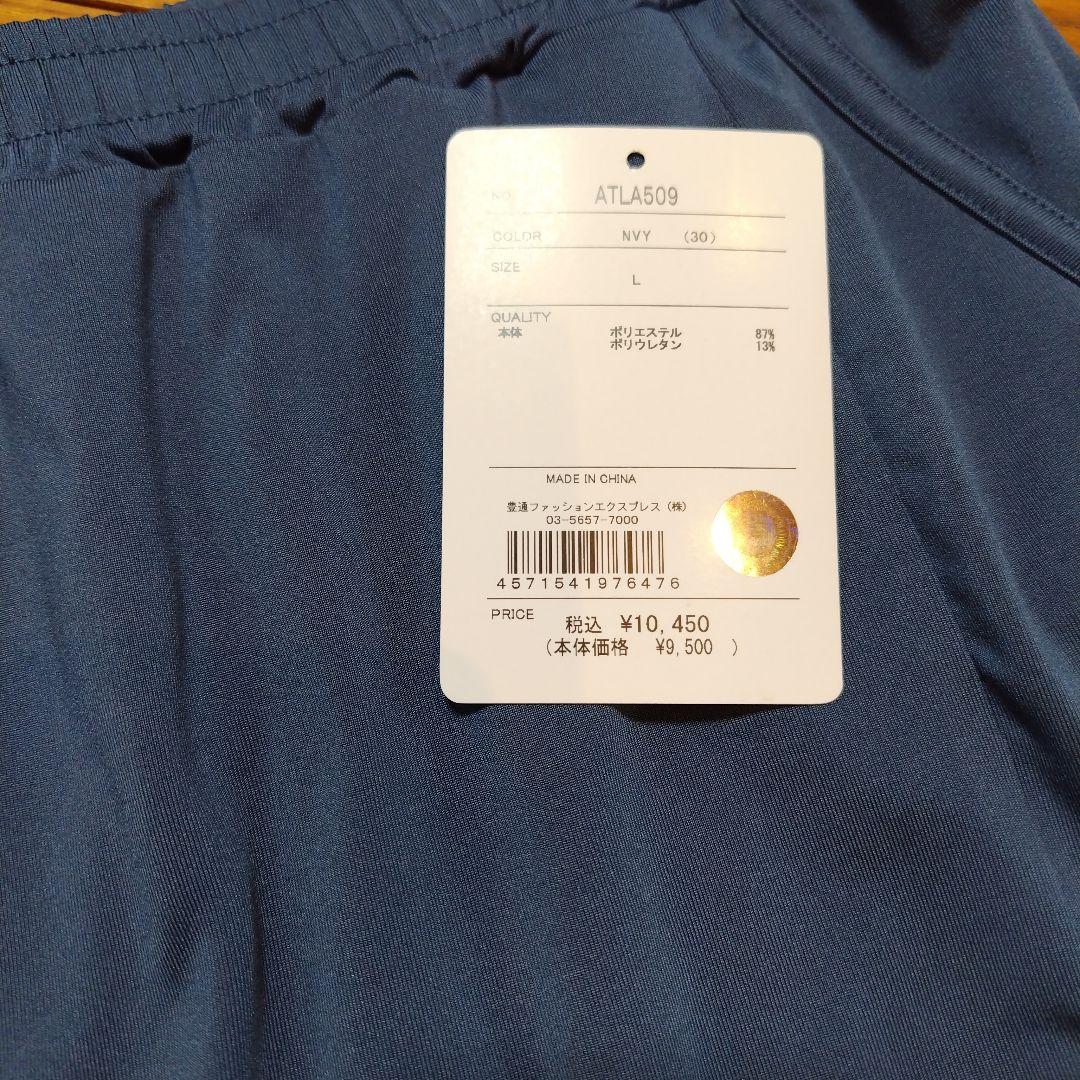 NO. ATLA509
COLOR NVY (30)
SIZE
L
QUALITY
本体 ポリエステル 87%
ポリウレタン 13%
MADE IN CHINA
豊通ファッションエクスプレス(株)
03-5657-7000
4571541976476
PRICE 税込 ¥10,450
(本体価格 ¥9,500 )